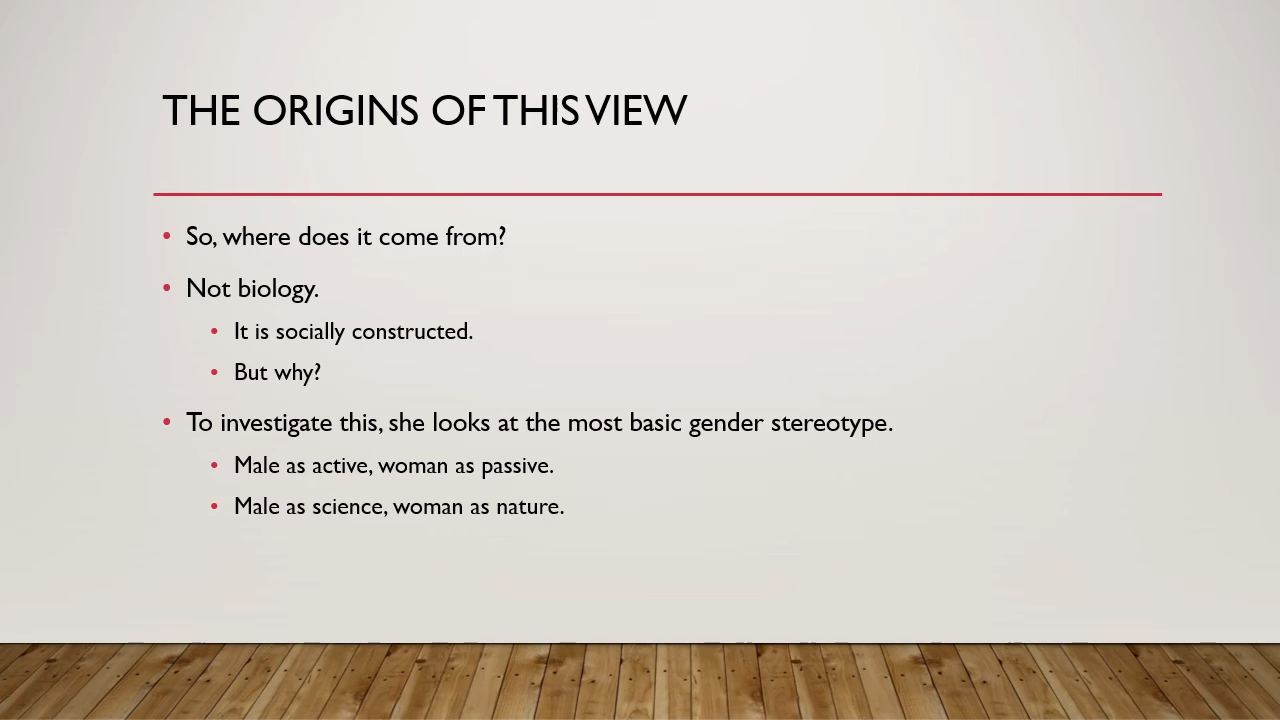 THE ORIGINS OF THIS VIEW
So, where does it come from?
Not biology.
It is socially constructed.
But why?
To investigate this, she looks at the most basic gender stereotype.
Male as active, woman as passive.
Male as science, woman as nature.